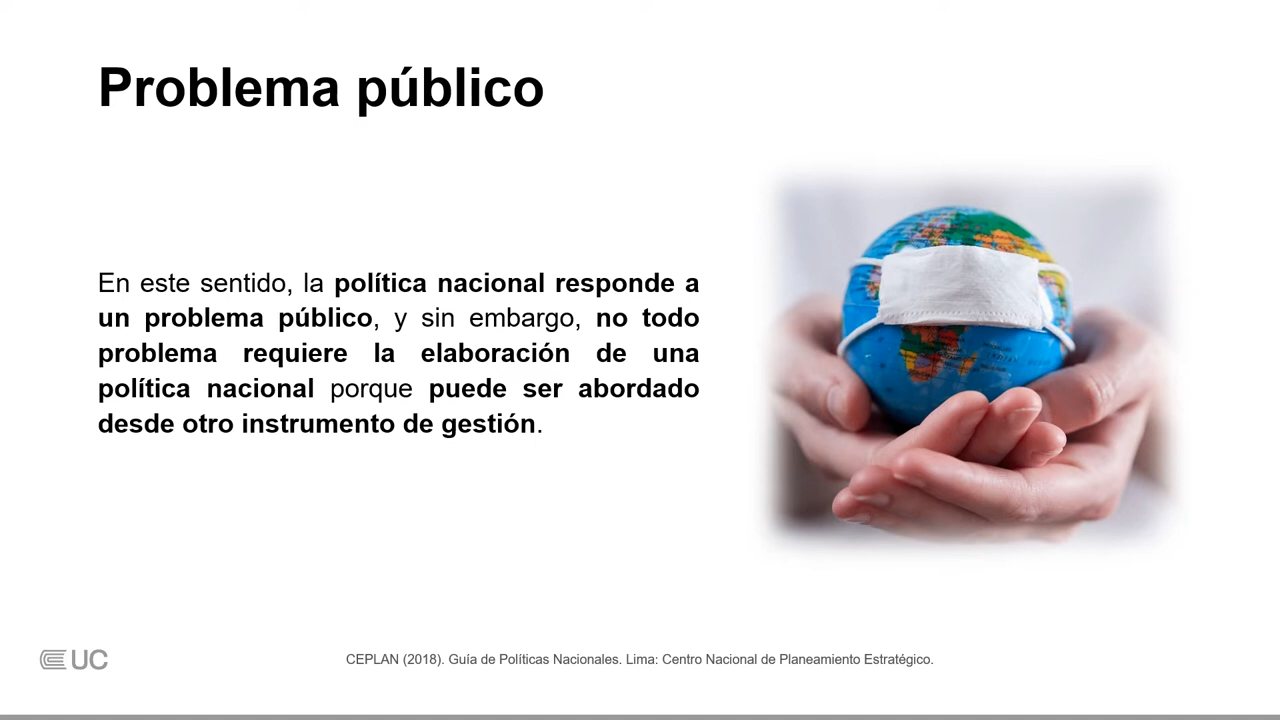 Problema público
En este sentido, la política nacional responde a
un problema público, y sin embargo, no todo
problema requiere la elaboración de una
política nacional porque puede ser abordado
desde otro instrumento de gestión.
UC
CEPLAN (2018). Guía de Políticas Nacionales. Lima: Centro Nacional de Planeamiento Estratégico.